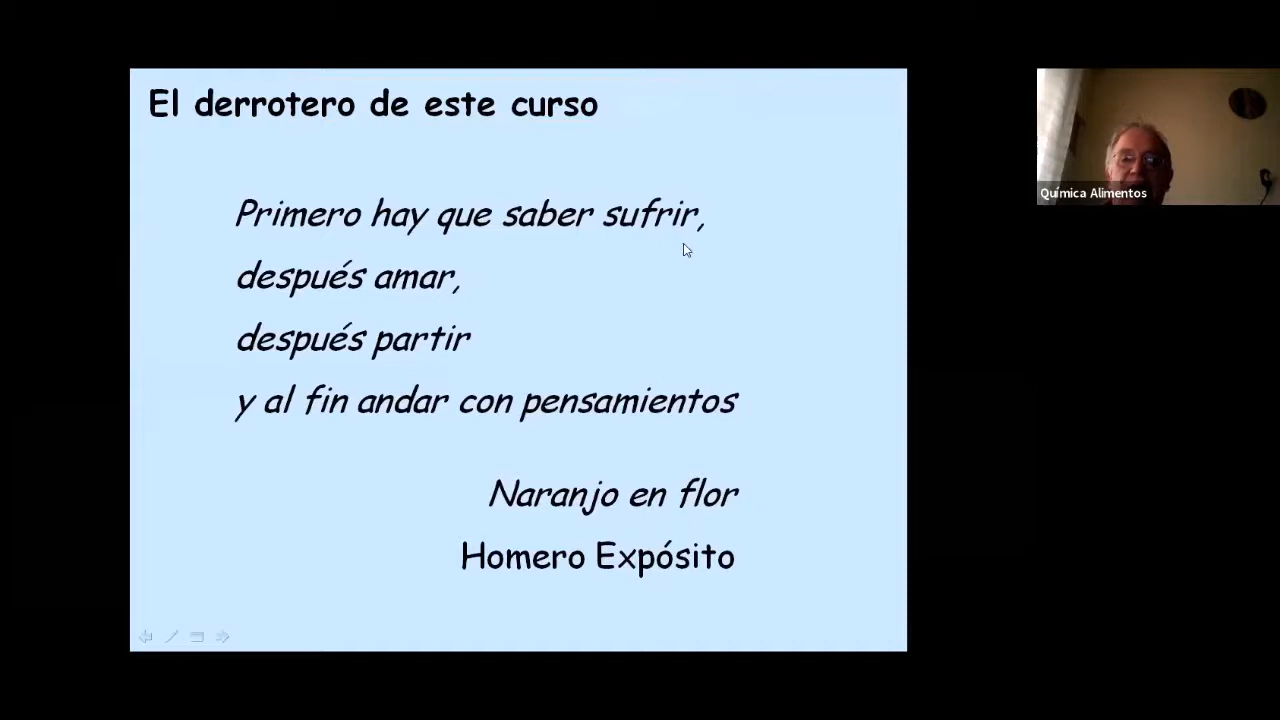 El derrotero de este curso
Primero hay que saber sufrir,
después amar,
después partir
y al fin andar con pensamientos
Naranjo en flor
Homero Expósito
Química Alimentos